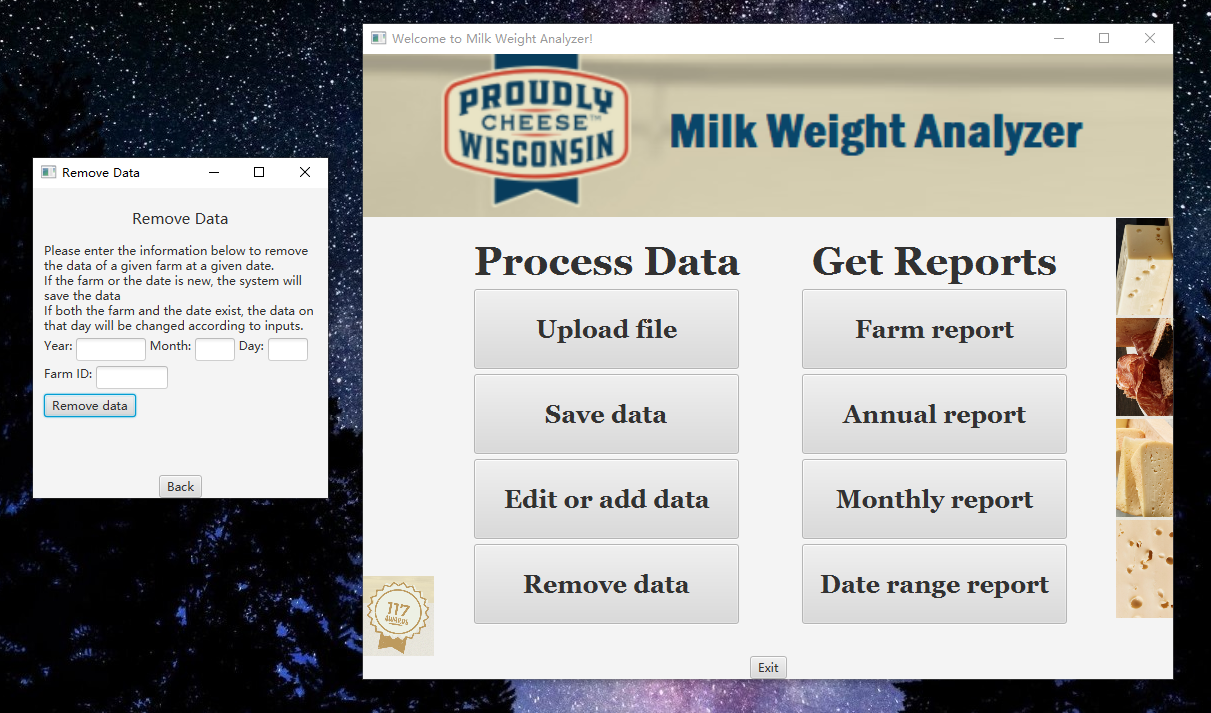 Remove Data
Remove Data
Please enter the information below to remove
the data of a given farm at a given date.
If the farm or the date is new, the system will
save the data
If both the farm and the date exist, the data on
that day will be changed according to inputs.
Year: Month: Day:
Farm ID:
Remove data
Back
Welcome to Milk Weight Analyzer!
PROUDLY
CHEESE™
WISCONSIN
Milk Weight Analyzer
Process Data
Upload file
Save data
Edit or add data
Remove data
Get Reports
Farm report
Annual report
Monthly report
Date range report
117
AWARDS
Exit